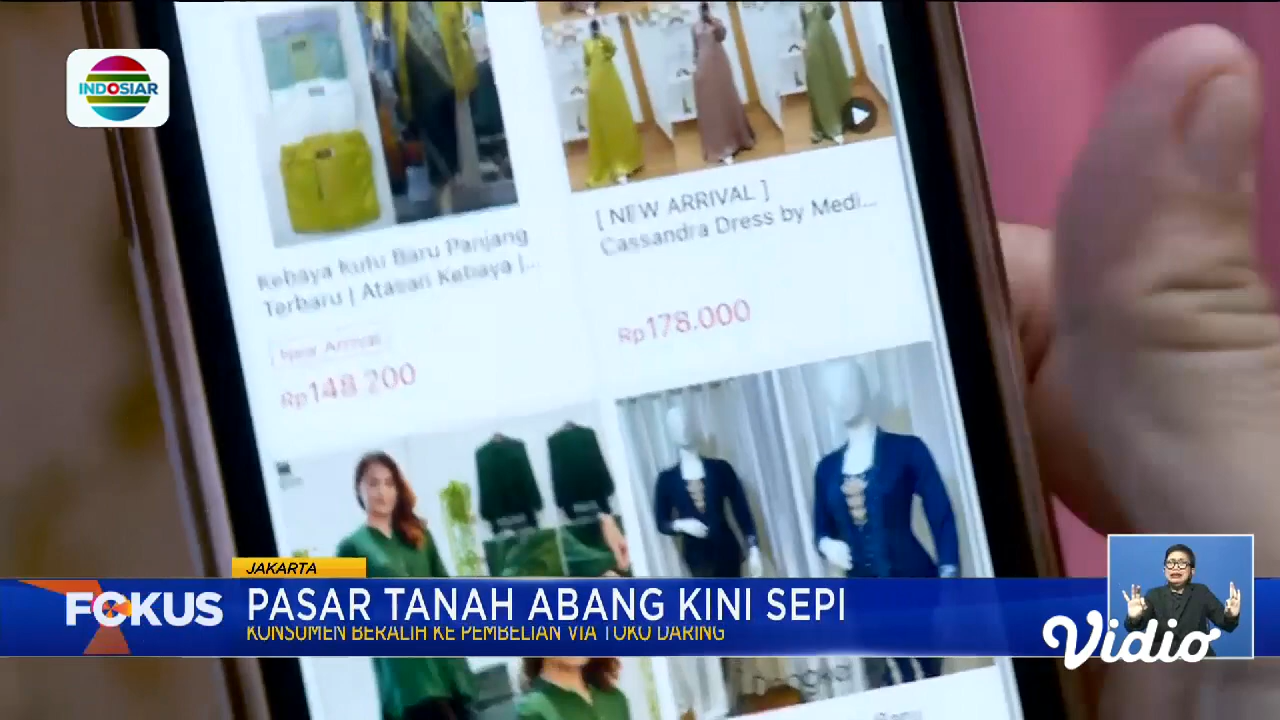 INDOSIAR
[ NEW ARRIVAL ]
Cassandra Dress by Medi...
Kebaya Kutu Baru Panjang
Terbaru | Atasan Kebaya |...
[ New Arrival
Rp178.000
Rp148.200
JAKARTA
FOKUS
PASAR TANAH ABANG KINI SEPI
KONSUMEN BERALIH KE PEMBELIAN VIA TOKO DARING
Vidio